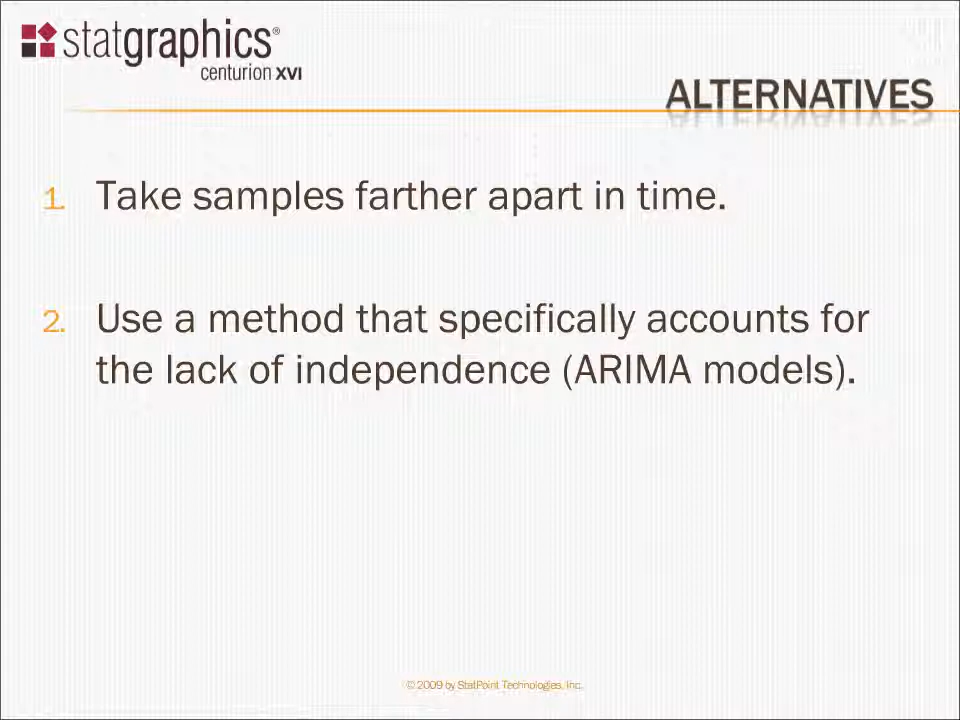 statgraphics®
centurion XVI
ALTERNATIVES
1. Take samples farther apart in time.
2. Use a method that specifically accounts for
the lack of independence (ARIMA models).
© 2009 by StatPoint Technologies, Inc.